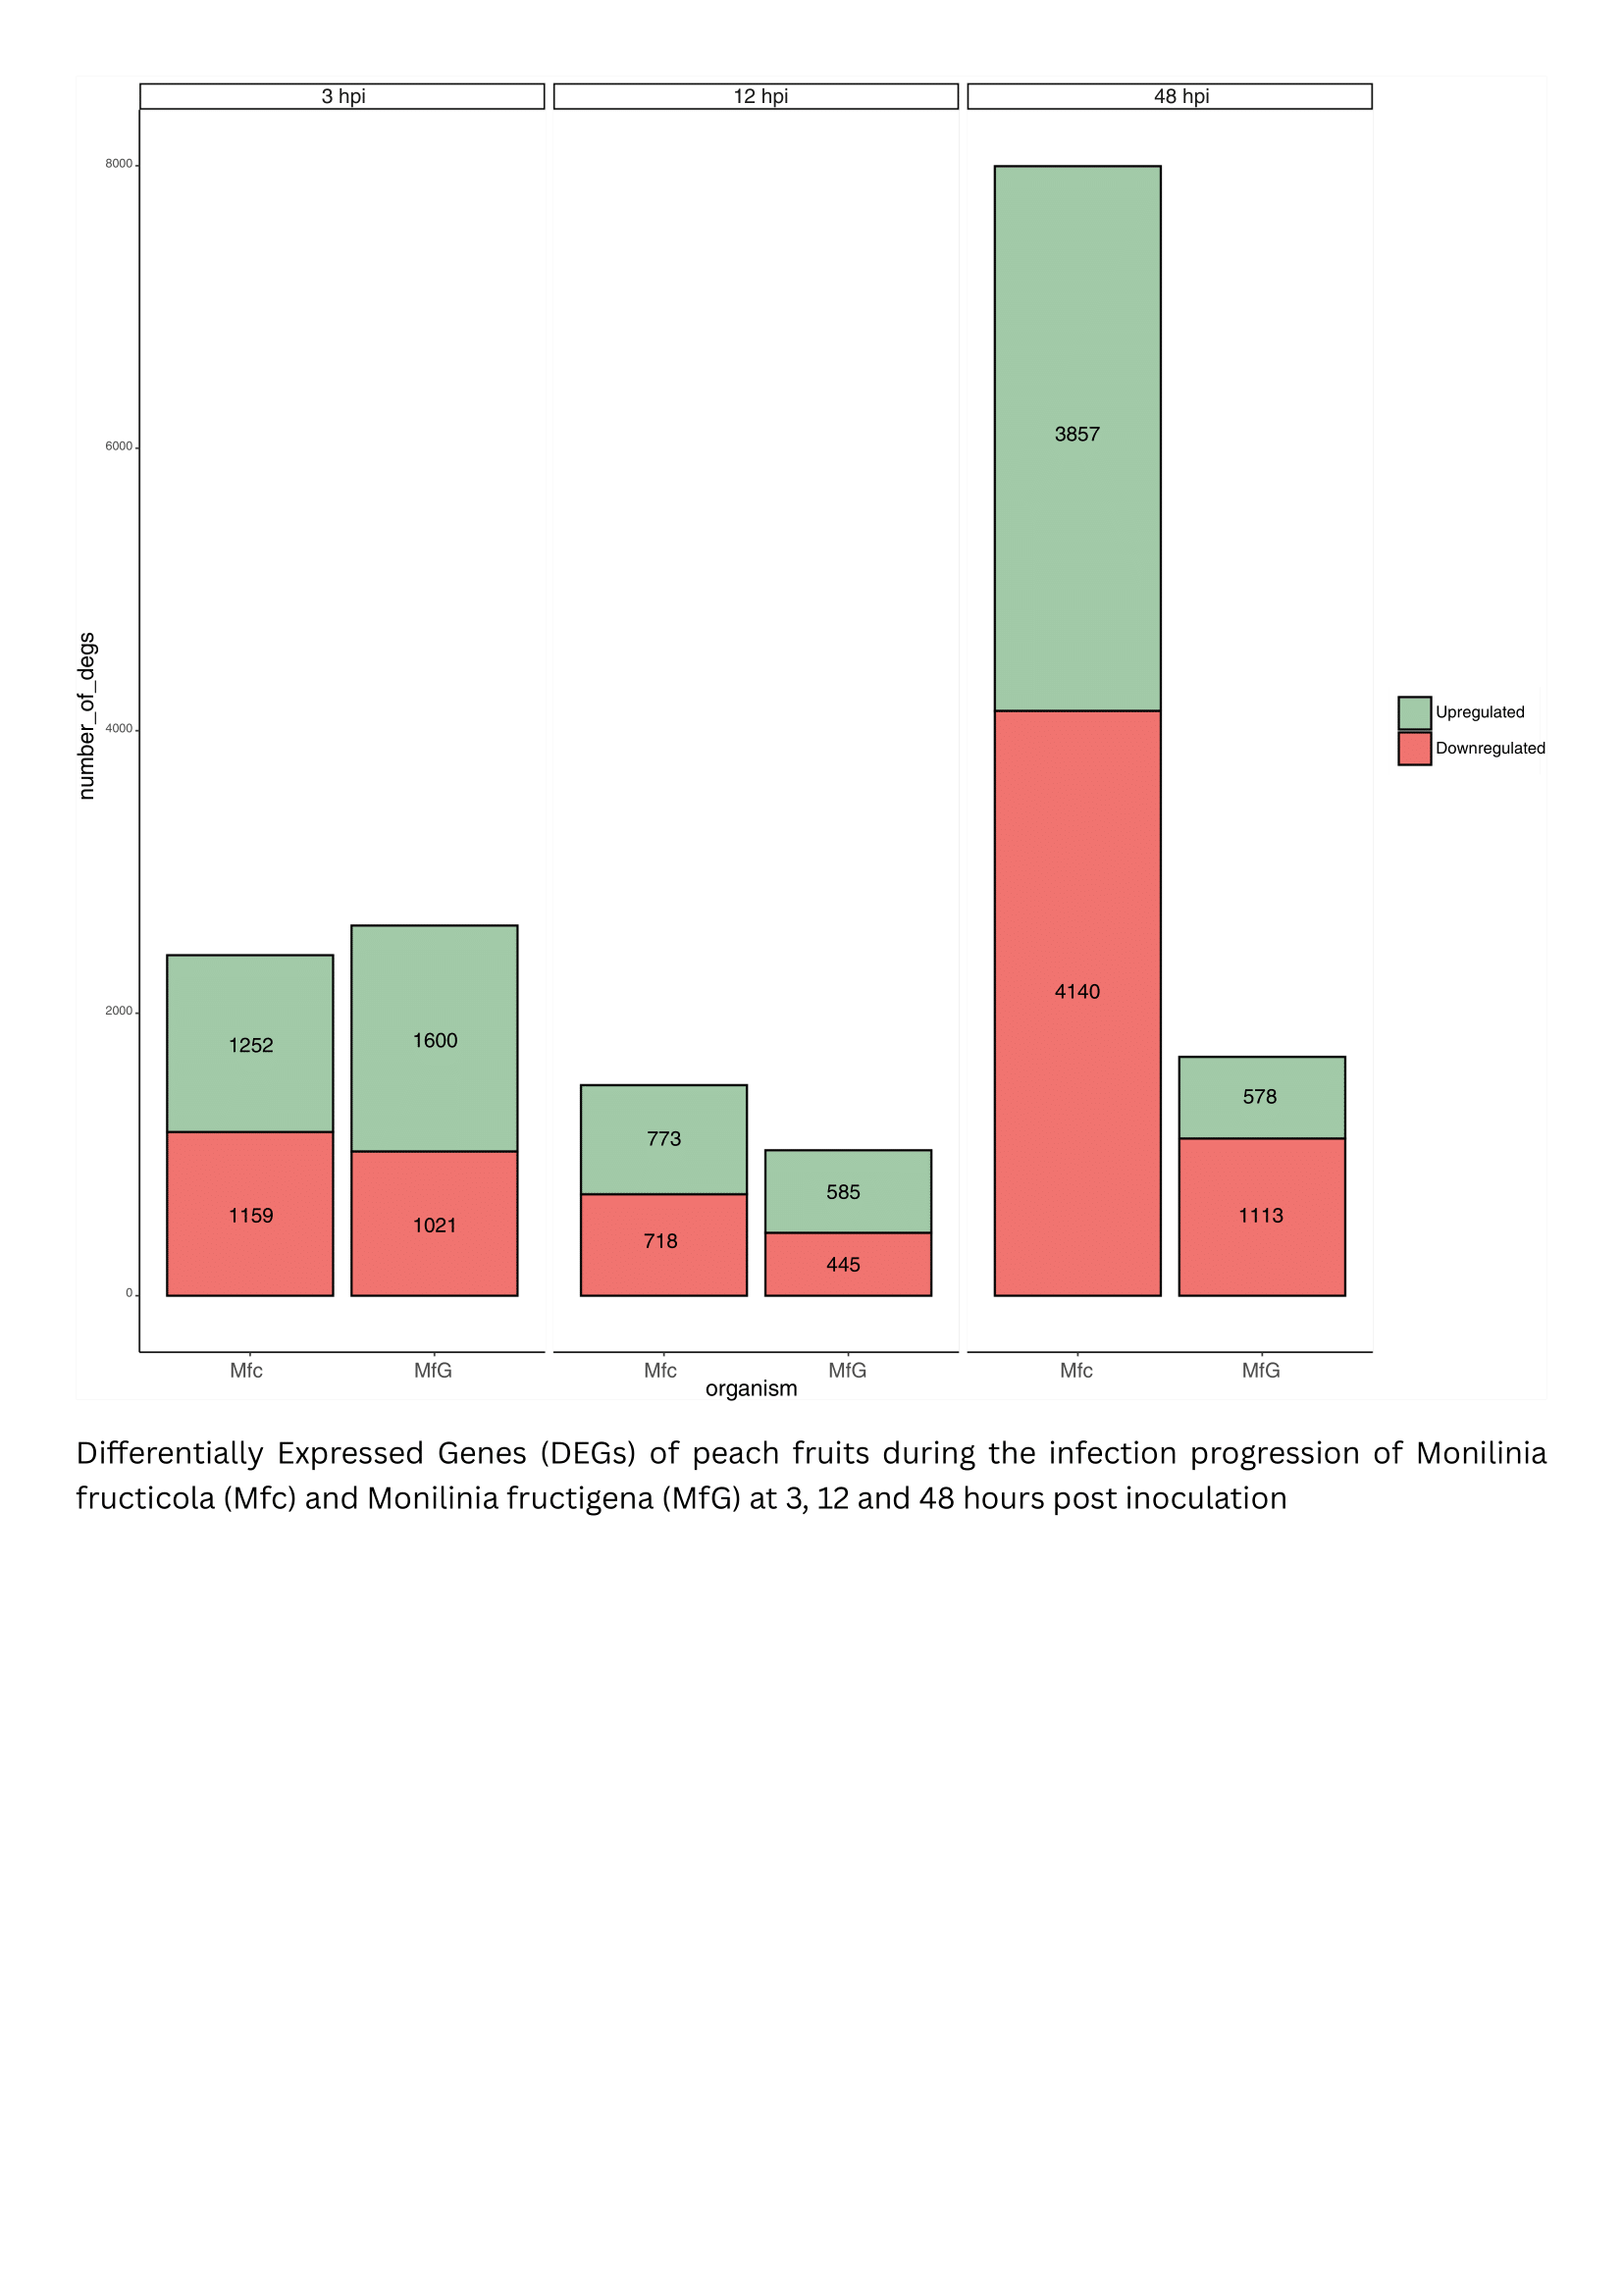 3 hpi
12 hpi
48 hpi
number_of_degs
8000
6000
4000
2000
0
1252
1159
1600
1021
773
718
585
445
3857
4140
578
1113
Mfc
MfG
Mfc
MfG
Mfc
MfG
organism
Upregulated
Downregulated
Differentially Expressed Genes (DEGs) of peach fruits during the infection progression of Monilinia
fructicola (Mfc) and Monilinia fructigena (MfG) at 3, 12 and 48 hours post inoculation